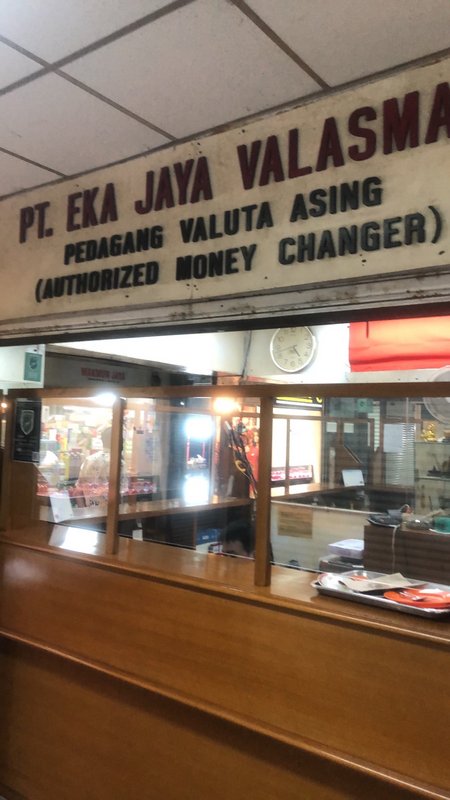 PT. EKA JAYA VALASMA
PEDAGANG VALUTA ASING
(AUTHORIZED MONEY CHANGER)